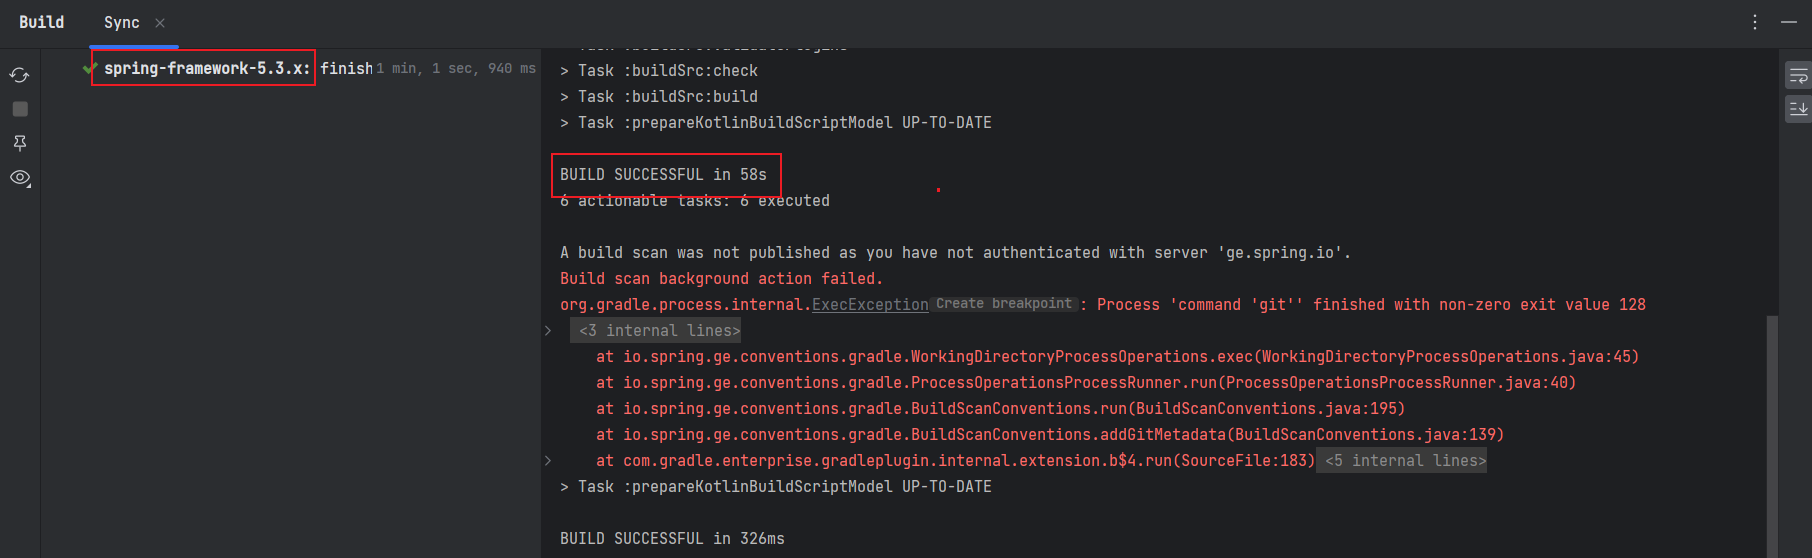 Build Sync
spring-framework-5.3.x: finish 1 min, 1 sec, 940 ms
> Task :buildSrc:check
> Task :buildSrc:build
> Task :prepareKotlinBuildScriptModel UP-TO-DATE
BUILD SUCCESSFUL in 58s
6 actionable tasks: 6 executed
A build scan was not published as you have not authenticated with server 'ge.spring.io'.
Build scan background action failed.
org.gradle.process.internal.ExecException Create breakpoint : Process 'command 'git'' finished with non-zero exit value 128
<3 internal lines>
at io.spring.ge.conventions.gradle.WorkingDirectoryProcessOperations.exec(WorkingDirectoryProcessOperations.java:45)
at io.spring.ge.conventions.gradle.ProcessOperationsProcessRunner.run(ProcessOperationsProcessRunner.java:40)
at io.spring.ge.conventions.gradle.BuildScanConventions.run(BuildScanConventions.java:195)
at io.spring.ge.conventions.gradle.BuildScanConventions.addGitMetadata(BuildScanConventions.java:139)
at com.gradle.enterprise.gradleplugin.internal.extension.b$4.run(SourceFile:183) <5 internal lines>
> Task :prepareKotlinBuildScriptModel UP-TO-DATE
BUILD SUCCESSFUL in 326ms